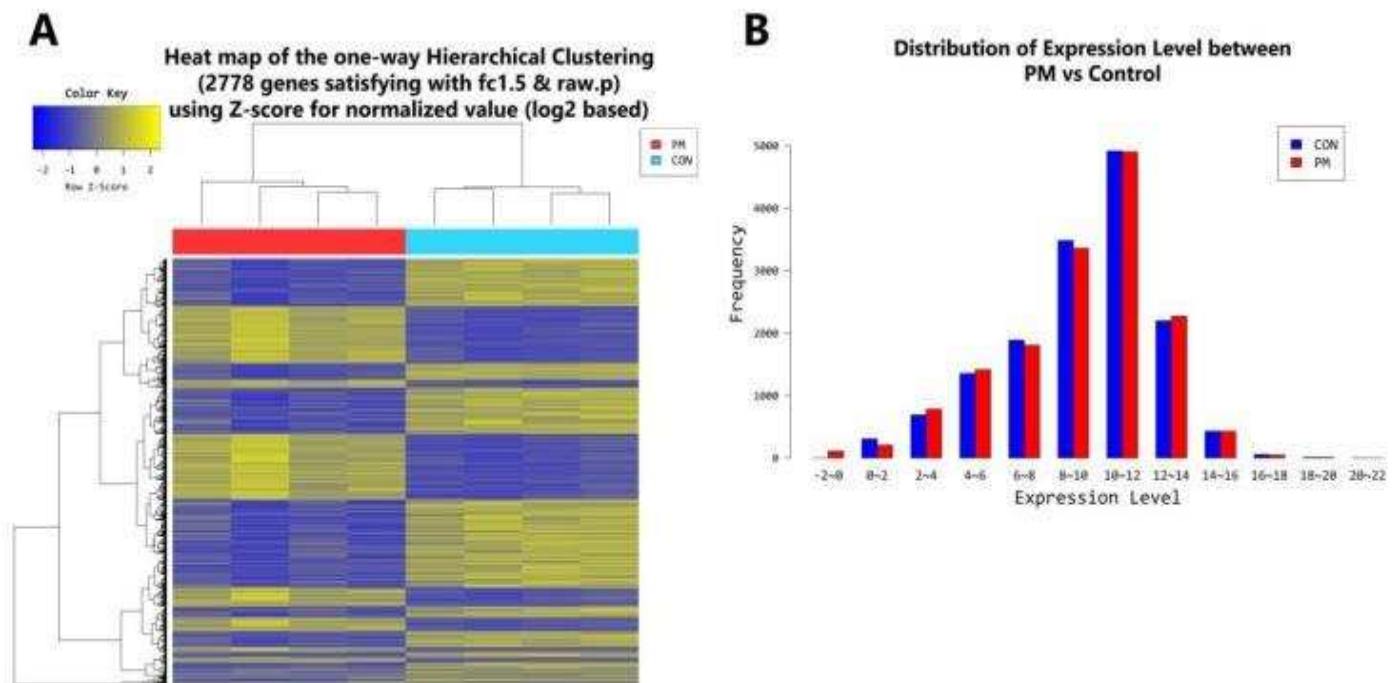 A
Heat map of the one-way Hierarchical Clustering
(2778 genes satisfying with fc1.5 & raw.p)
using Z-score for normalized value (log2 based)
Color Key
-2 -1 0 1 2
Row Z-Score
PM
CON
B
Distribution of Expression Level between
PM vs Control
CON
PM
5000
4000
3000
2000
1000
0
Frequency
-2~0 0~2 2~4 4~6 6~8 8~10 10~12 12~14 14~16 16~18 18~20 20~22
Expression Level